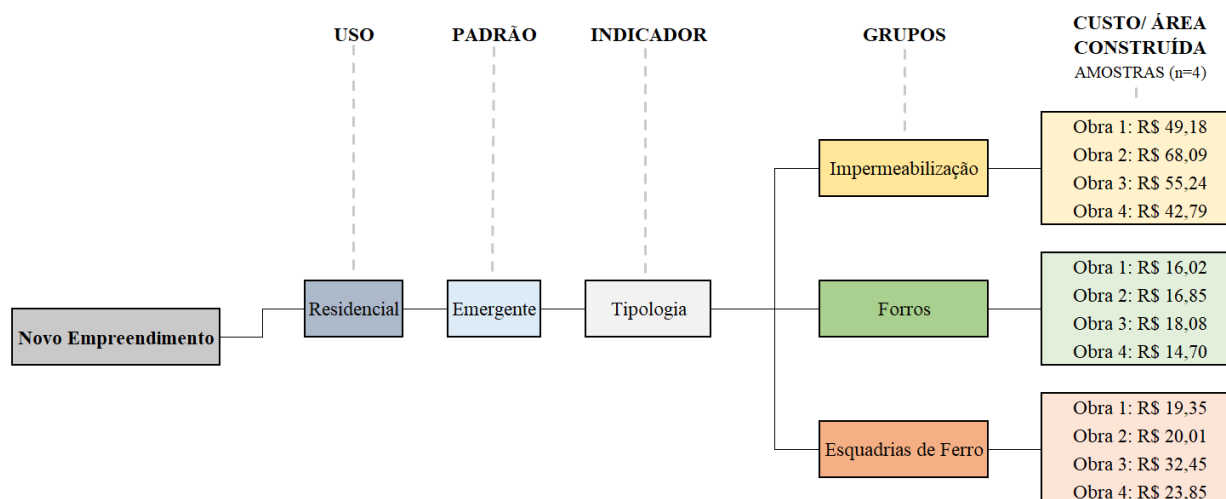 USO
PADRÃO
INDICADOR
GRUPOS
CUSTO/ ÁREA
CONSTRUÍDA
AMOSTRAS (n=4)
Novo Empreendimento
Residencial
Emergente
Tipologia
Impermeabilização
Obra 1: R$ 49,18
Obra 2: R$ 68,09
Obra 3: R$ 55,24
Obra 4: R$ 42,79
Forros
Obra 1: R$ 16,02
Obra 2: R$ 16,85
Obra 3: R$ 18,08
Obra 4: R$ 14,70
Esquadrias de Ferro
Obra 1: R$ 19,35
Obra 2: R$ 20,01
Obra 3: R$ 32,45
Obra 4: R$ 23,85